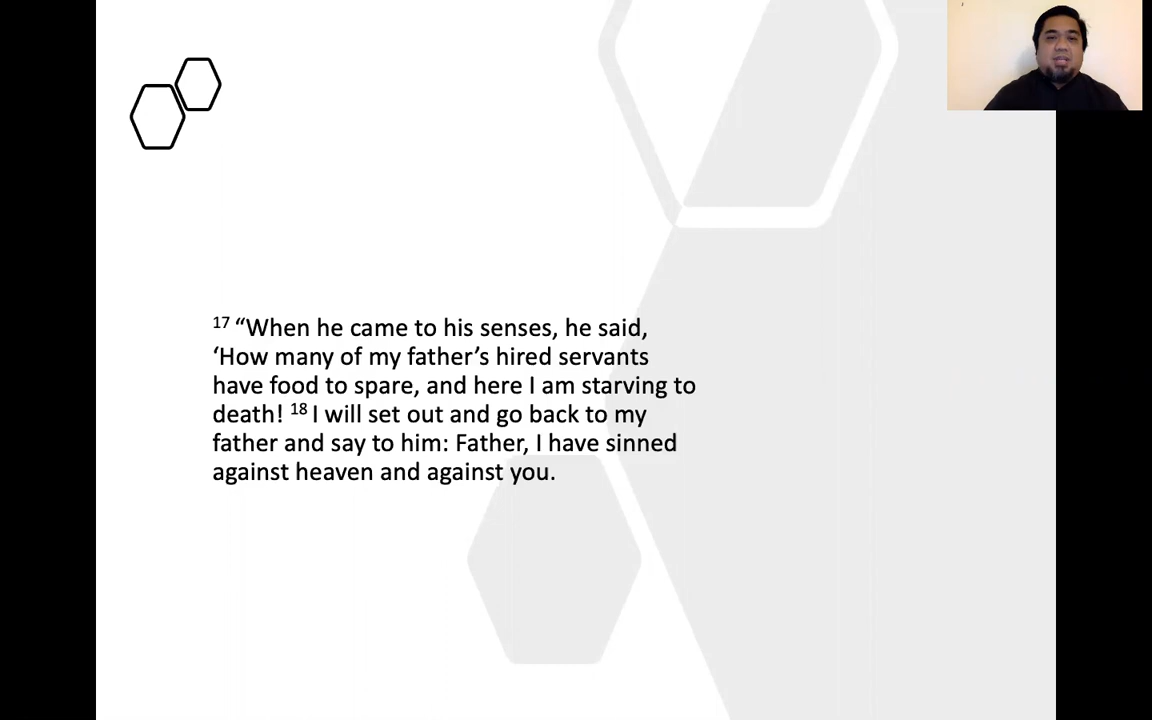 17 “When he came to his senses, he said,
‘How many of my father’s hired servants
have food to spare, and here I am starving to
death! 18 I will set out and go back to my
father and say to him: Father, I have sinned
against heaven and against you.